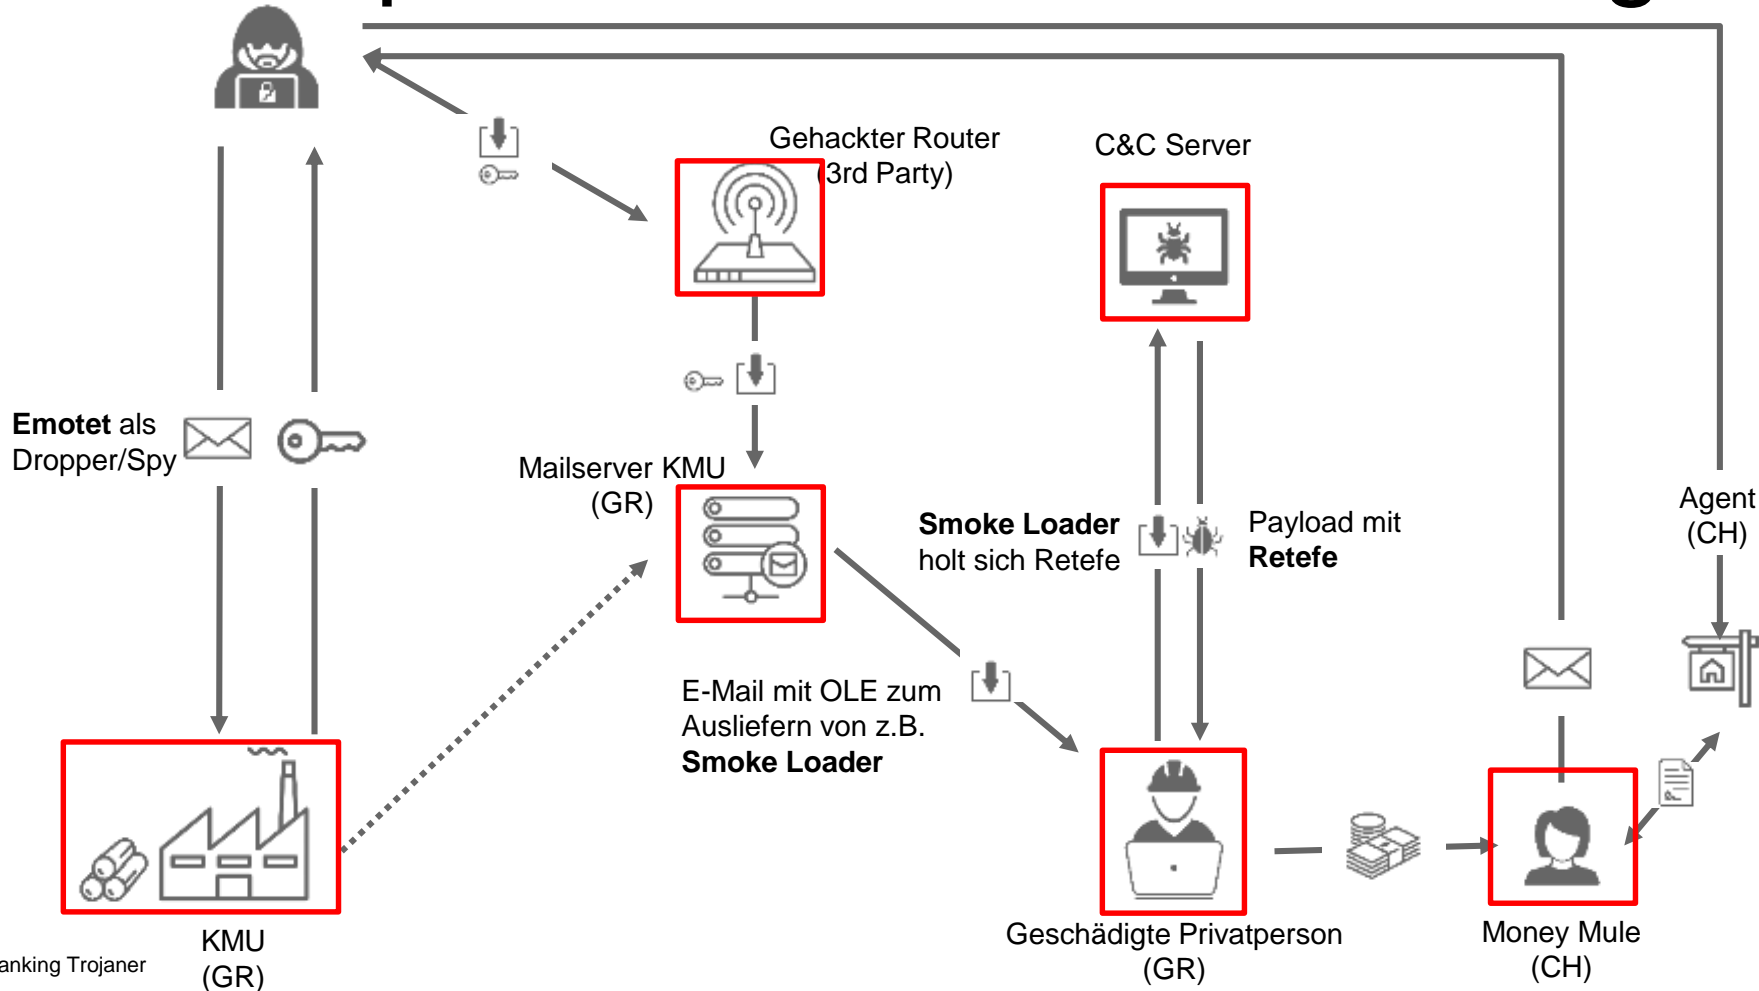 Gehackter Router
(3rd Party)
C&C Server
Emotet als
Dropper/Spy
Mailserver KMU
(GR)
Smoke Loader
holt sich Retefe
Payload mit
Retefe
Agent
(CH)
E-Mail mit OLE zum
Ausliefern von z.B.
Smoke Loader
KMU
(GR)
Geschädigte Privatperson
(GR)
Money Mule
(CH)
anking Trojaner